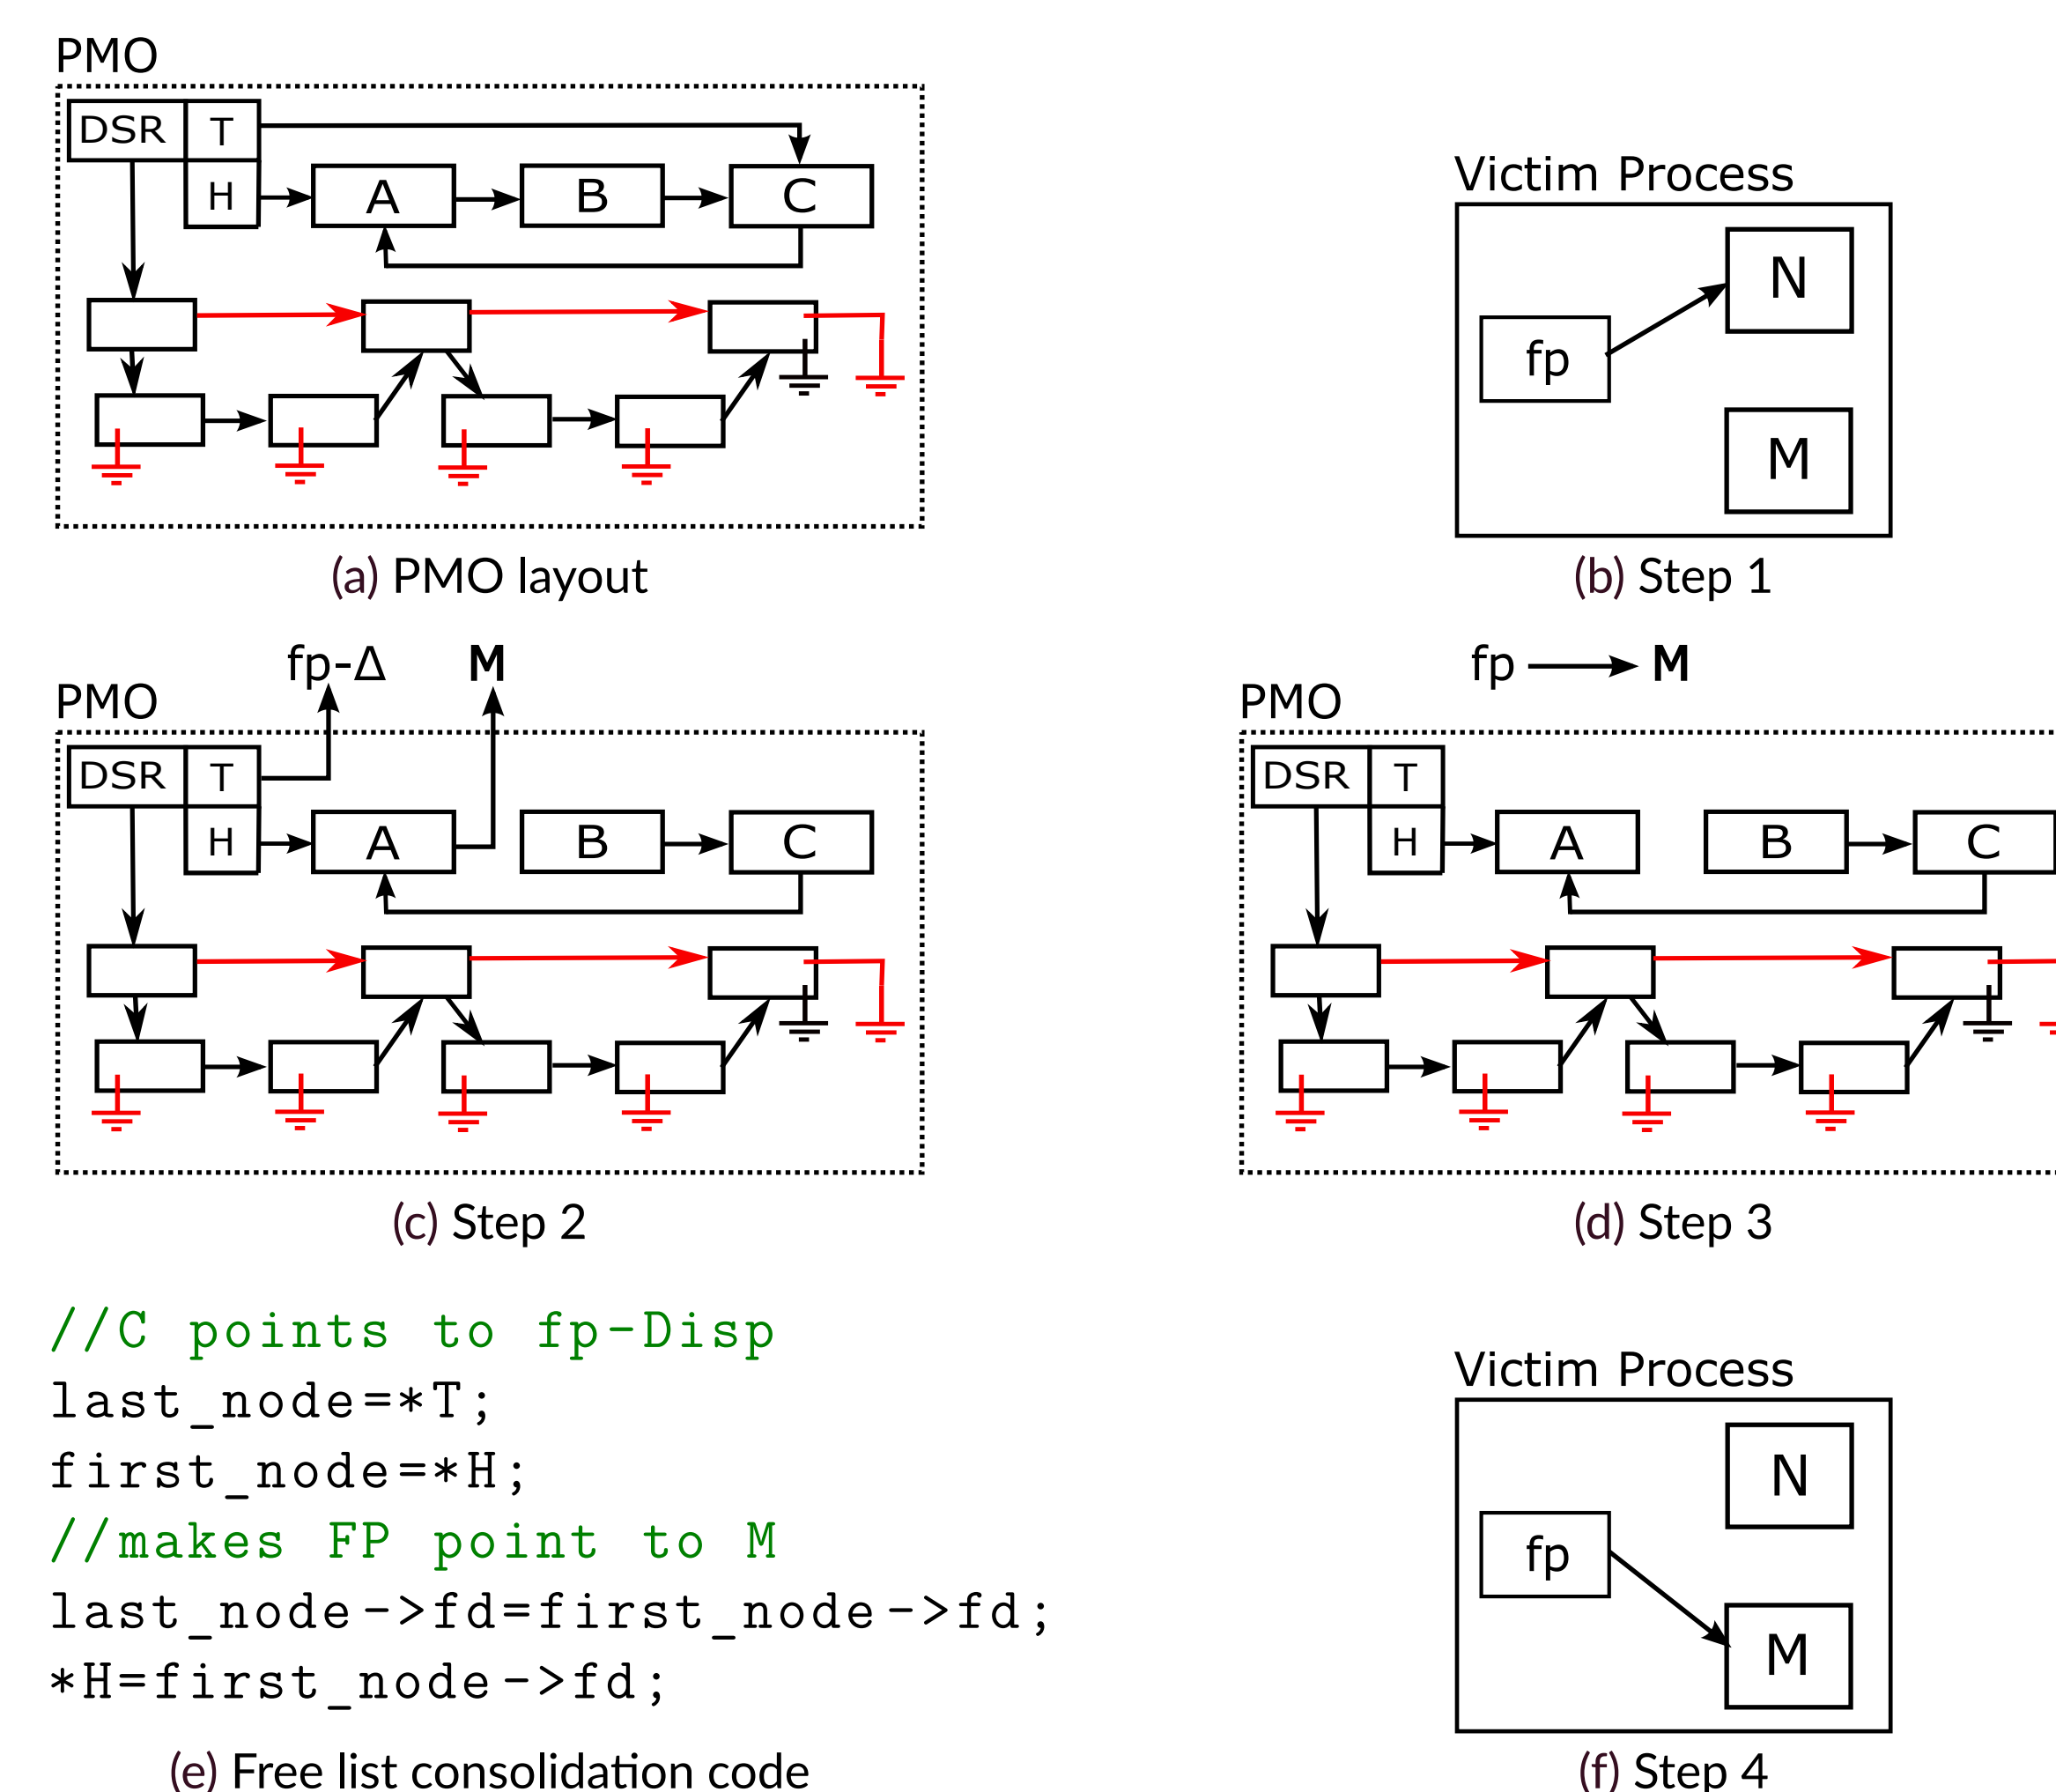 PMO
DSR T
H A B C
(a) PMO layout
Victim Process
N
fp
M
(b) Step 1
fp-Δ M
PMO
DSR T
H A B C
(c) Step 2
fp M
PMO
DSR T
H A B C
(d) Step 3
//C points to fp-Disp
last_node=*T;
first_node=*H;
//makes FP point to M
last_node->fd=first_node->fd;
*H=first_node->fd;
(e) Free list consolidation code
Victim Process
N
fp
M
(f) Step 4